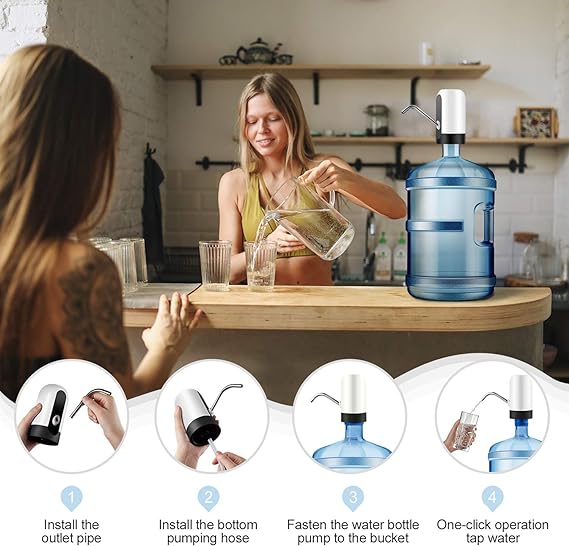 1
Install the
outlet pipe
2
Install the bottom
pumping hose
3
Fasten the water bottle
pump to the bucket
4
One-click operation
tap water